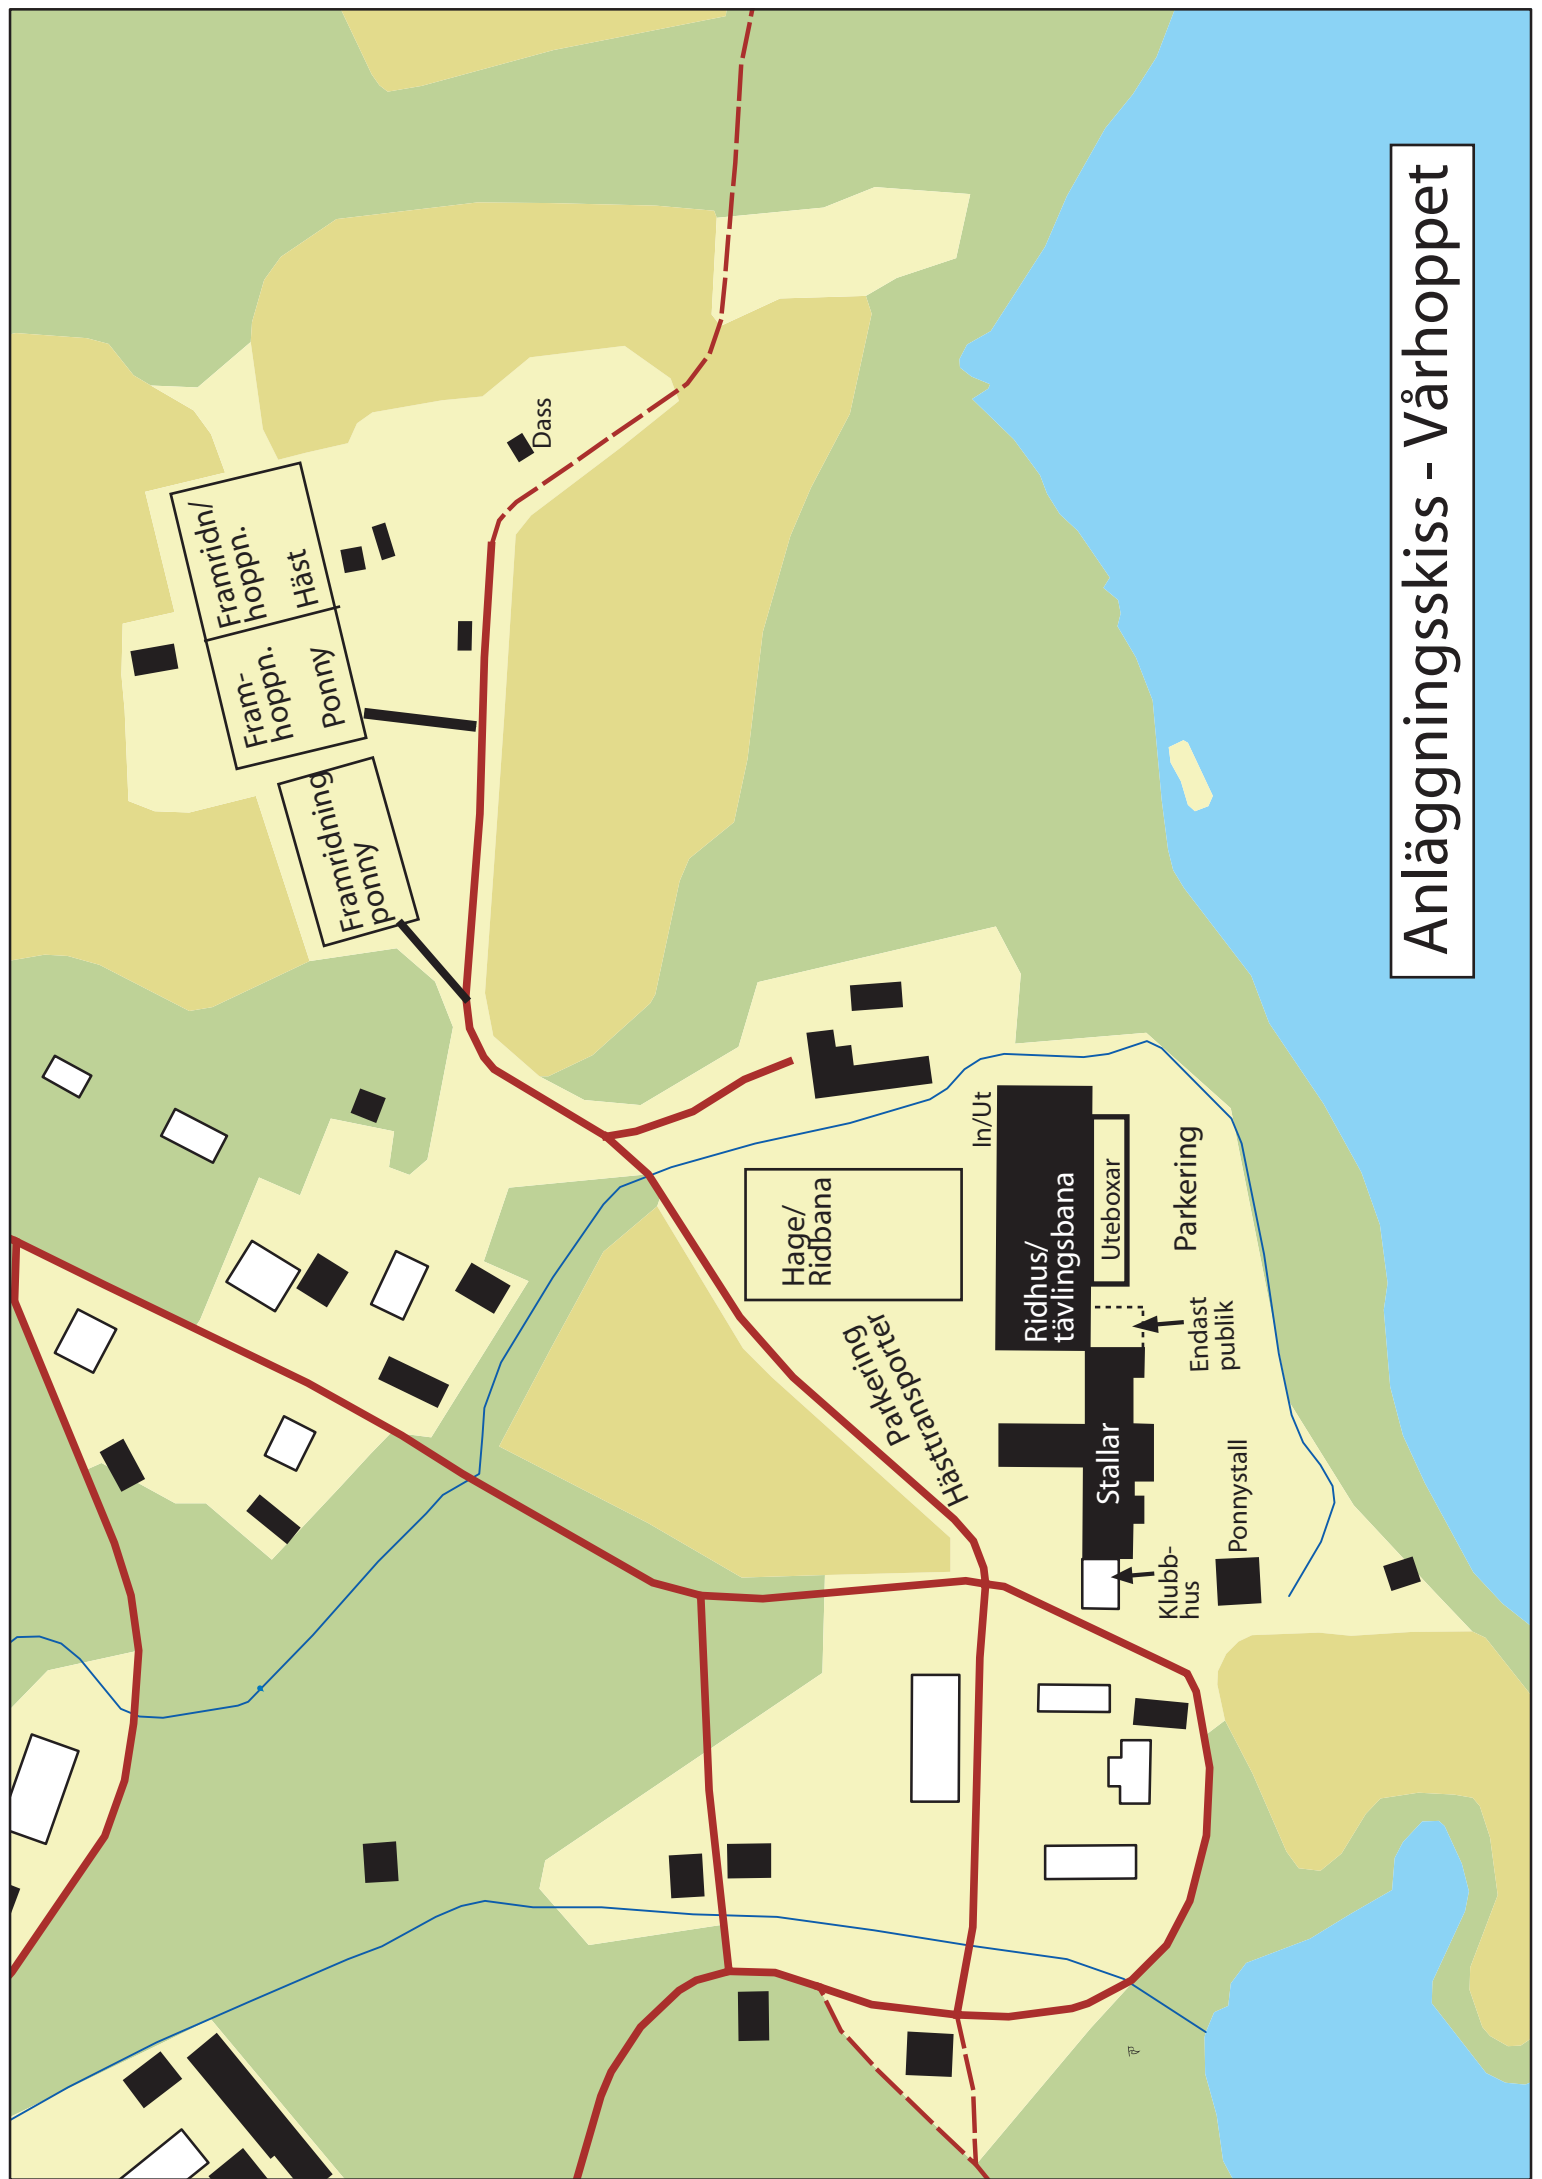 Framridn/
hoppn.
Häst
Fram-
hoppn.
Ponny
Framridning
ponny
Dass
Hage/
Ridbana
In/Ut
Ridhus/
tävlingsbana
Uteboxar
Parkering
Parkering
Hästtransporter
Endast
publik
Stallar
Ponnystall
Klubb-
hus
Anläggningsskiss - Vårhoppet